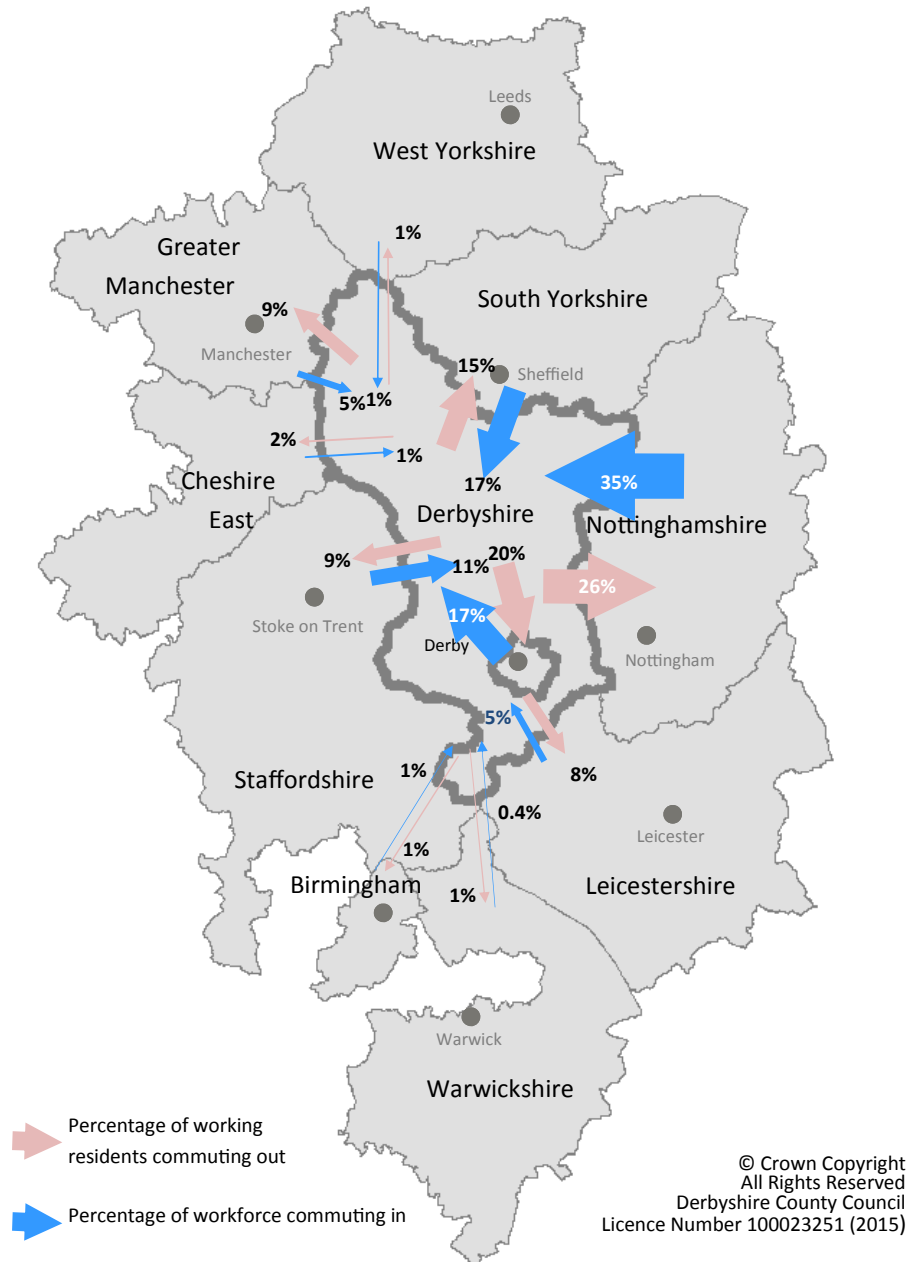 Leeds
West Yorkshire
1%
Greater
Manchester
South Yorkshire
9%
Manchester
15%
Sheffield
5%
1%
2%
1%
Cheshire
East
17%
35%
Derbyshire
Nottinghamshire
9%
11%
20%
26%
Stoke on Trent
17%
Derby
Nottingham
5%
Staffordshire
1%
8%
0.4%
Leicester
1%
Birmingham
1%
Leicestershire
Warwick
Warwickshire
Percentage of working
residents commuting out
Percentage of workforce commuting in
© Crown Copyright
All Rights Reserved
Derbyshire County Council
Licence Number 100023251 (2015)